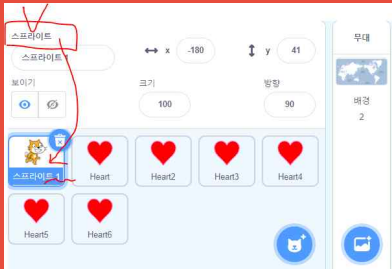 스프라이트
스프라이트 1
x -180
y 41
무대
보이기
크기
방향
100
90
배경
2
스프라이트 1
Heart
Heart2
Heart3
Heart4
Heart5
Heart6